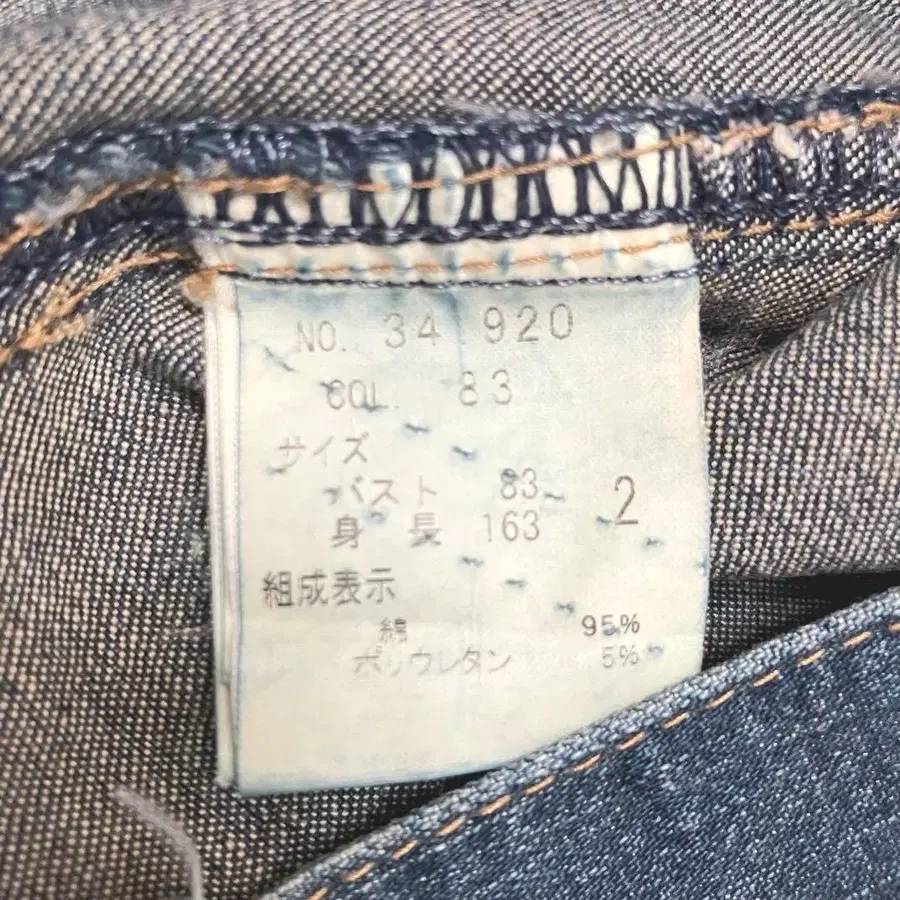 NO. 34 920
COL. 83
サイズ
バスト 83 2
身 長 163
組成表示
綿 95%
ポリウレタン 5%